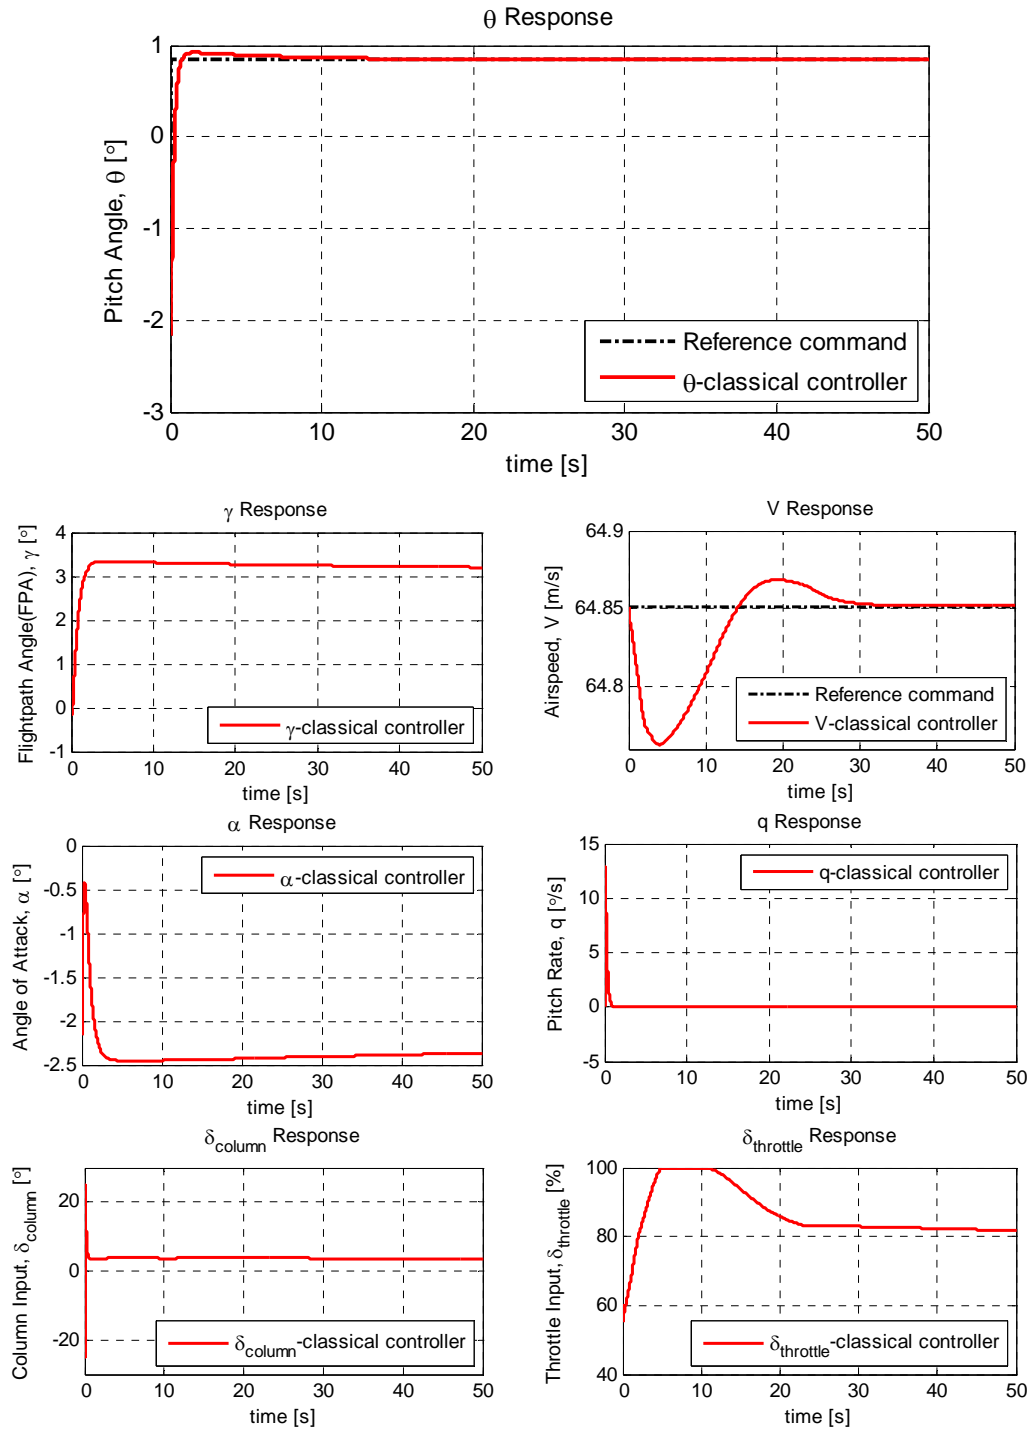 θ Response
Pitch Angle, θ [°]
1
0
-1
-2
-3
Reference command
θ-classical controller
0 10 20 30 40 50
time [s]
γ Response
Flightpath Angle(FPA), γ [°]
4
3
2
1
0
-1
γ-classical controller
0 10 20 30 40 50
time [s]
V Response
Airspeed, V [m/s]
64.9
64.85
64.8
Reference command
V-classical controller
0 10 20 30 40 50
time [s]
α Response
Angle of Attack, α [°]
0
-0.5
-1
-1.5
-2
-2.5
α-classical controller
0 10 20 30 40 50
time [s]
q Response
Pitch Rate, q [°/s]
15
10
5
0
-5
q-classical controller
0 10 20 30 40 50
time [s]
δcolumn Response
Column Input, δcolumn [°]
20
0
-20
δcolumn-classical controller
0 10 20 30 40 50
time [s]
δthrottle Response
Throttle Input, δthrottle [%]
100
80
60
40
δthrottle-classical controller
0 10 20 30 40 50
time [s]